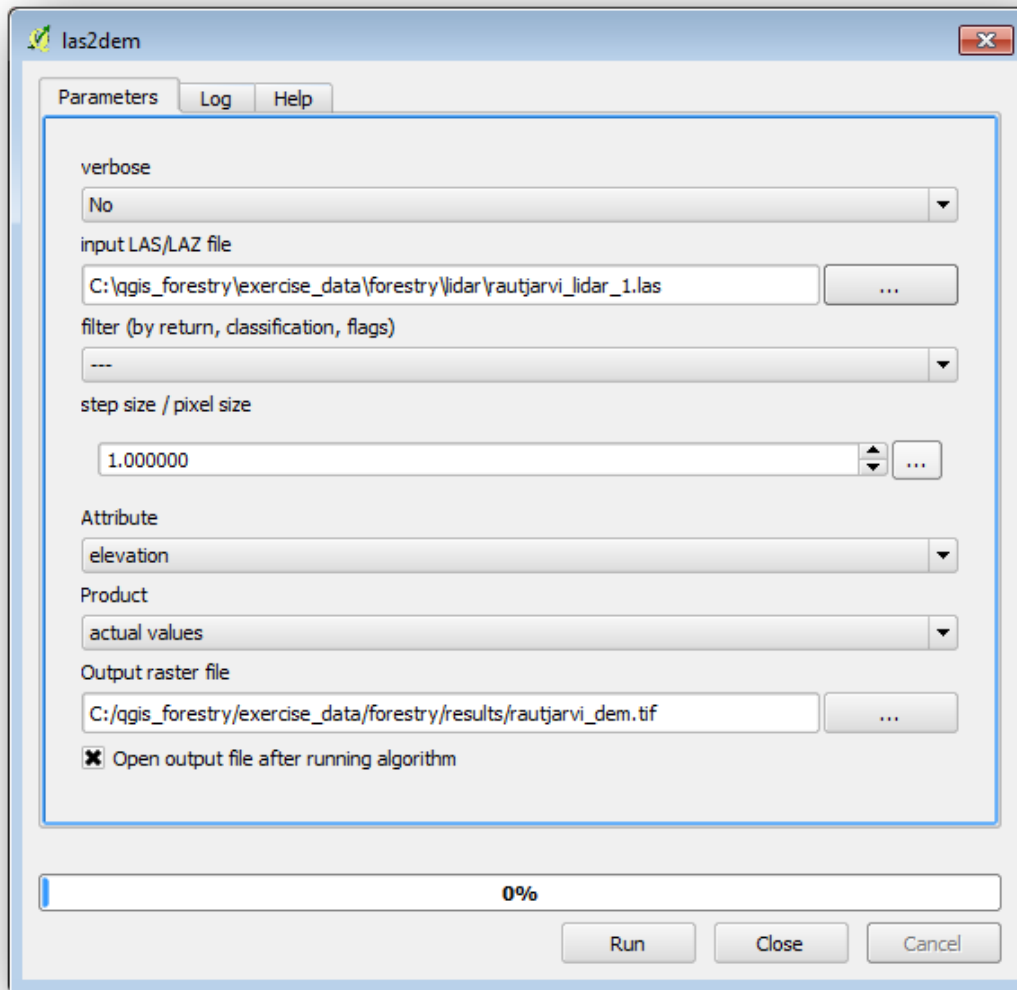 las2dem
Parameters Log Help
verbose
No
input LAS/LAZ file
C:\qgis_forestry\exercise_data\forestry\lidar\rautjarvi_lidar_1.las ...
filter (by return, classification, flags)
---
step size / pixel size
1.000000 ...
Attribute
elevation
Product
actual values
Output raster file
C:/qgis_forestry/exercise_data/forestry/results/rautjarvi_dem.tif ...
Open output file after running algorithm
0%
Run Close Cancel